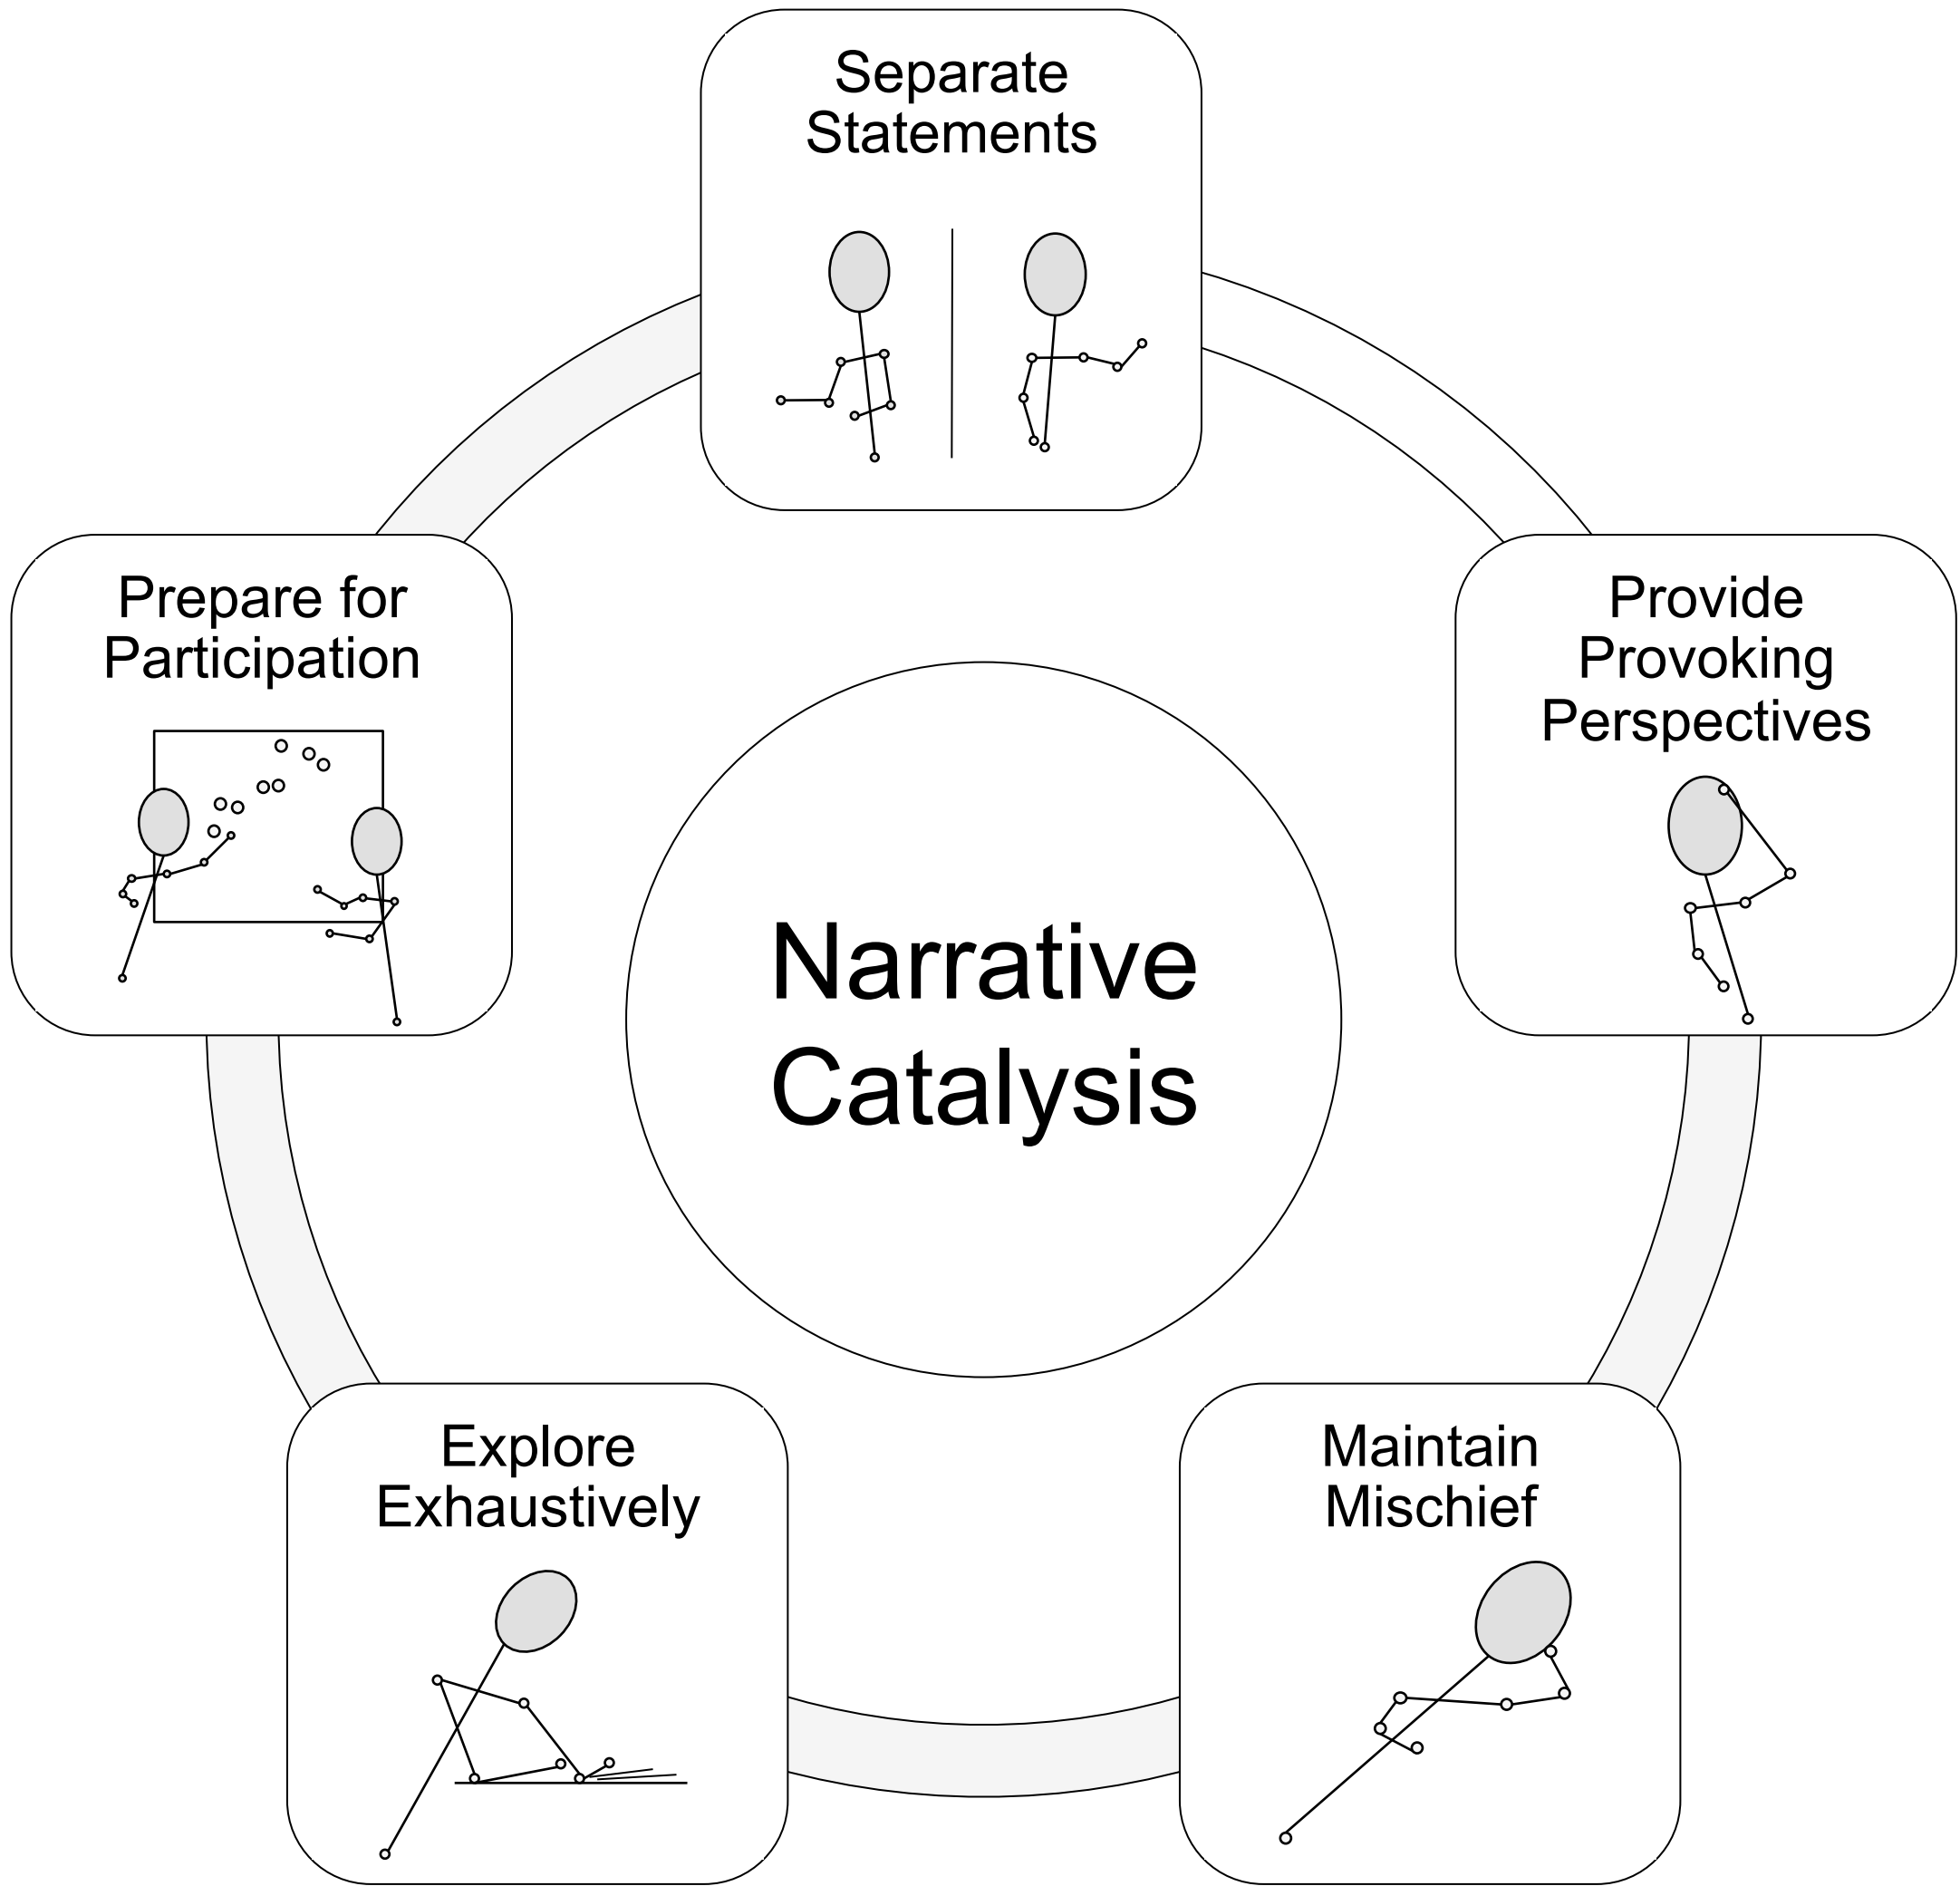 Separate
Statements
Prepare for
Participation
Provide
Provoking
Perspectives
Narrative
Catalysis
Explore
Exhaustively
Maintain
Mischief